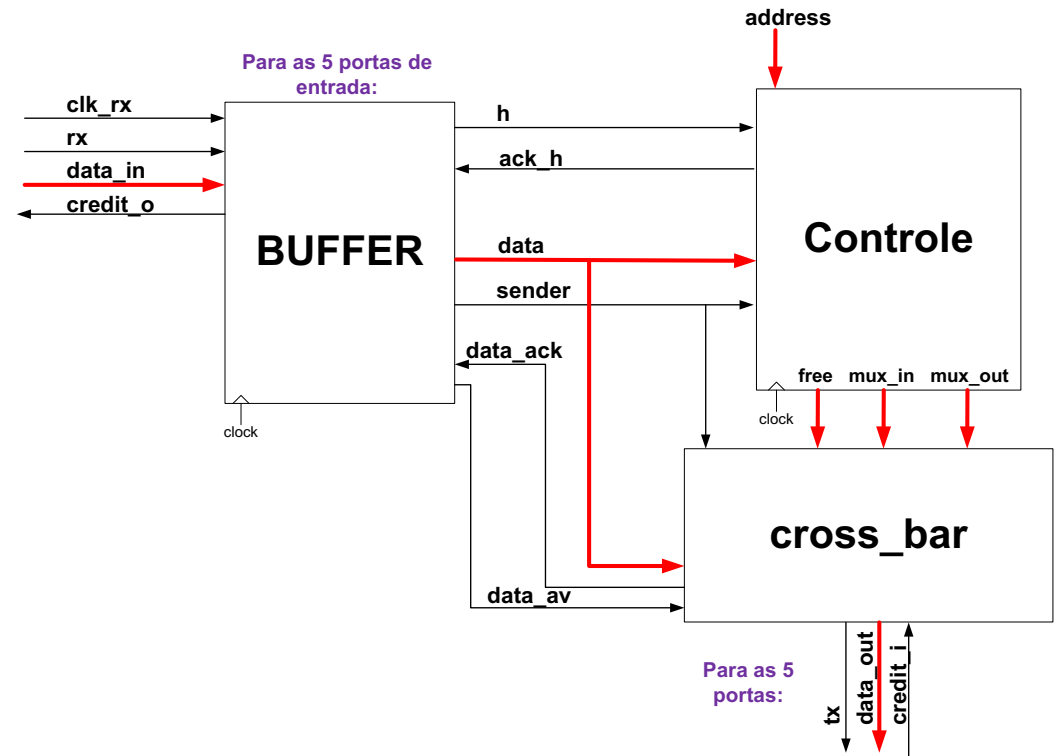 address
Para as 5 portas de
entrada:
clk_rx
rx
data_in
credit_o
h
ack_h
BUFFER
Controle
data
sender
data_ack
free mux_in mux_out
clock
clock
cross_bar
data_av
Para as 5
portas:
tx
data_out
credit_i